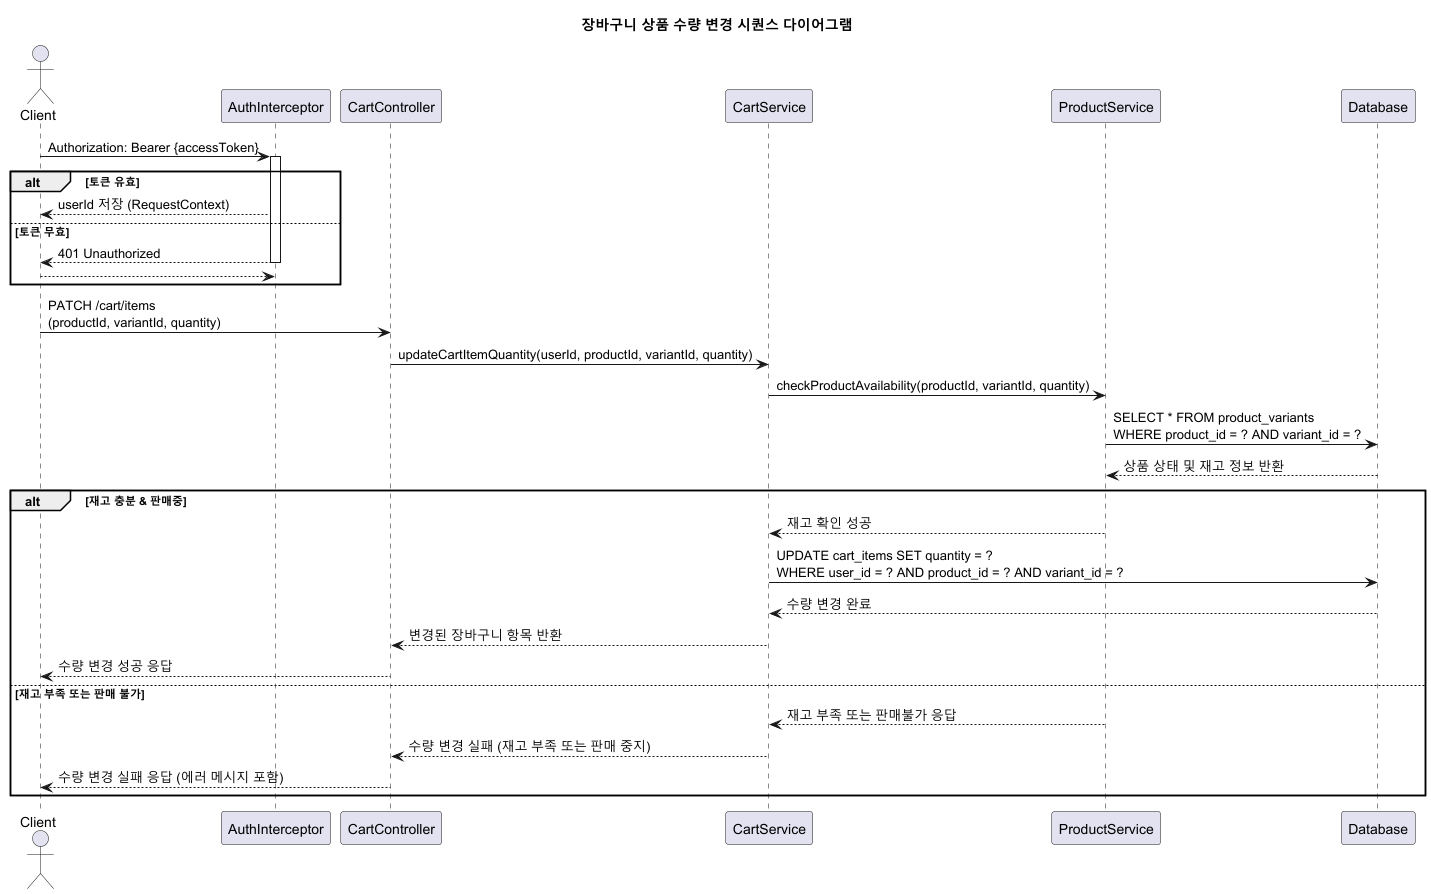 장바구니 상품 수량 변경 시퀀스 다이어그램
Client
AuthInterceptor
CartController
CartService
ProductService
Database
Authorization: Bearer {accessToken}
alt
[토큰 유효]
userId 저장 (RequestContext)
[토큰 무효]
401 Unauthorized
PATCH /cart/items
(productId, variantId, quantity)
updateCartItemQuantity(userId, productId, variantId, quantity)
checkProductAvailability(productId, variantId, quantity)
SELECT * FROM product_variants
WHERE product_id = ? AND variant_id = ?
상품 상태 및 재고 정보 반환
alt
[재고 충분 & 판매중]
재고 확인 성공
UPDATE cart_items SET quantity = ?
WHERE user_id = ? AND product_id = ? AND variant_id = ?
수량 변경 완료
변경된 장바구니 항목 반환
수량 변경 성공 응답
[재고 부족 또는 판매 불가]
재고 부족 또는 판매불가 응답
수량 변경 실패 (재고 부족 또는 판매 중지)
수량 변경 실패 응답 (에러 메시지 포함)
Client
AuthInterceptor
CartController
CartService
ProductService
Database